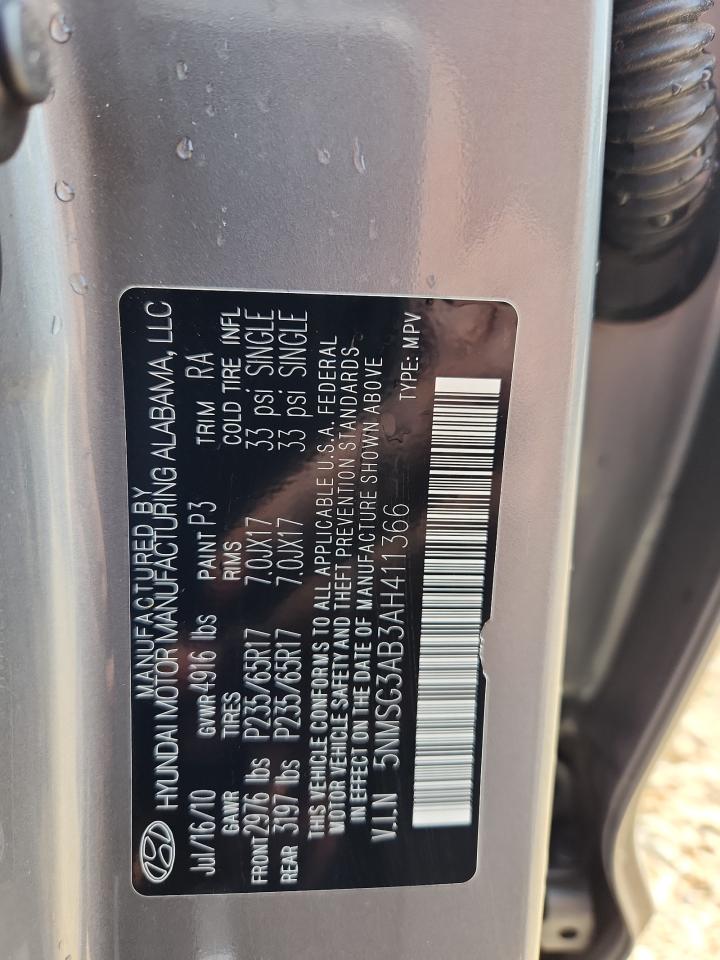 MANUFACTURED BY
HYUNDAI MOTOR MANUFACTURING ALABAMA, LLC
Jul/16/10 GVWR 4916 lbs PAINT P3 TRIM RA
GAWR TIRES RIMS COLD TIRE INFL
FRONT 2976 lbs P235/65R17 7.0JX17 33 psi SINGLE
REAR 3197 lbs P235/65R17 7.0JX17 33 psi SINGLE
THIS VEHICLE CONFORMS TO ALL APPLICABLE U.S.A. FEDERAL
MOTOR VEHICLE SAFETY AND THEFT PREVENTION STANDARDS
IN EFFECT ON THE DATE OF MANUFACTURE SHOWN ABOVE
V.I.N 5NMSG3AB3AH411366 TYPE: MPV